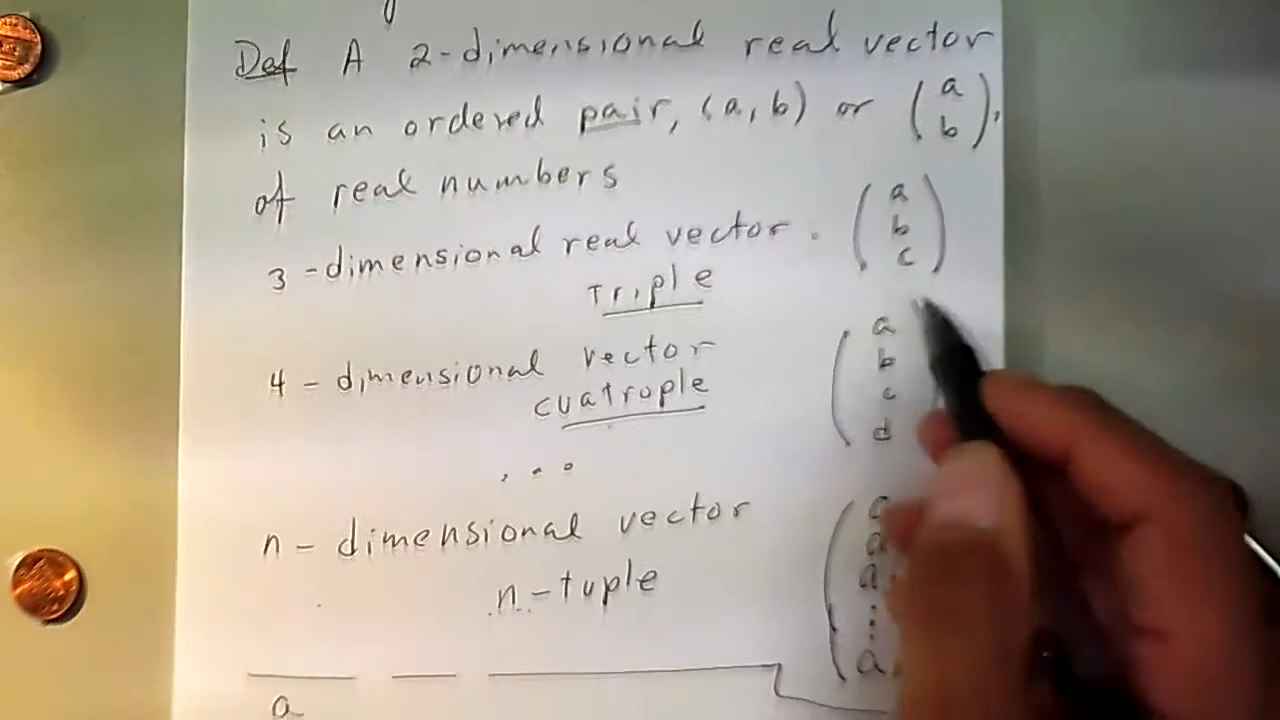 Def A 2-dimensional real vector
is an ordered pair, (a, b) or (a b),
of real numbers
3-dimensional real vector. (a b c)
Triple
4-dimensional vector (a b c d
cuatruple
...
n-dimensional vector (a a a ⋮ a
n-tuple
a